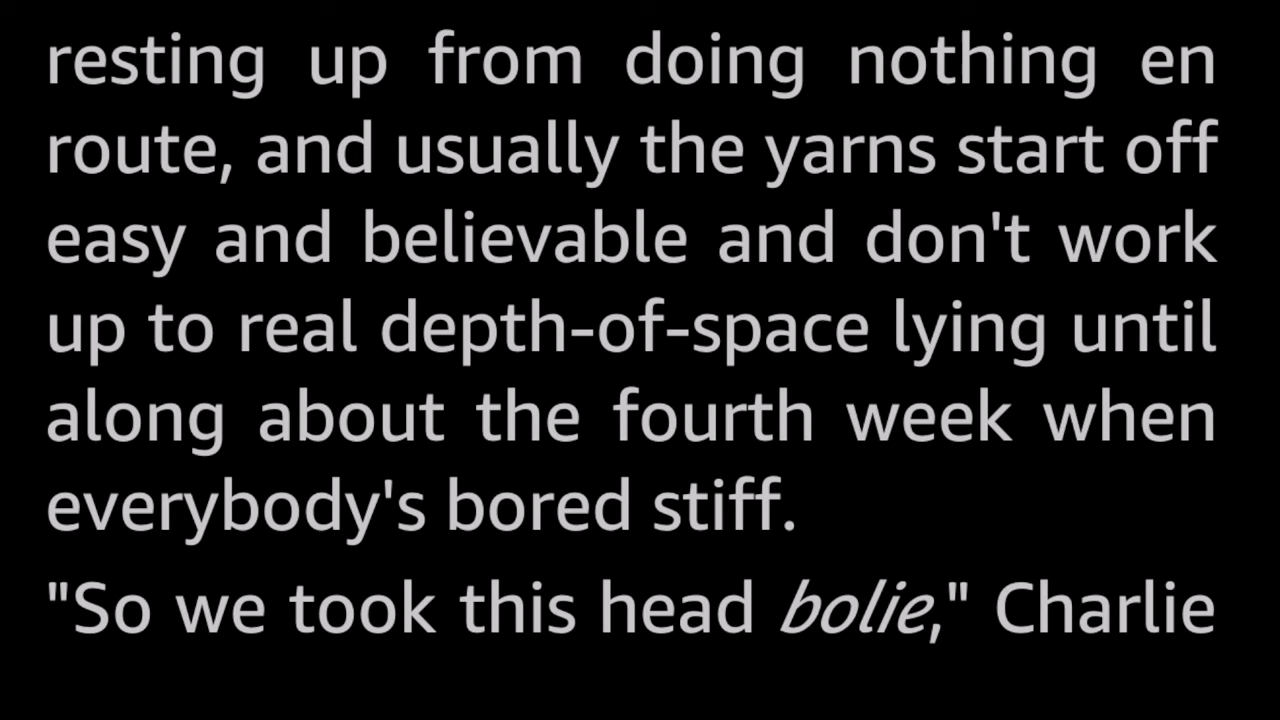 resting up from doing nothing en
route, and usually the yarns start off
easy and believable and don't work
up to real depth-of-space lying until
along about the fourth week when
everybody's bored stiff.
"So we took this head bolie," Charlie